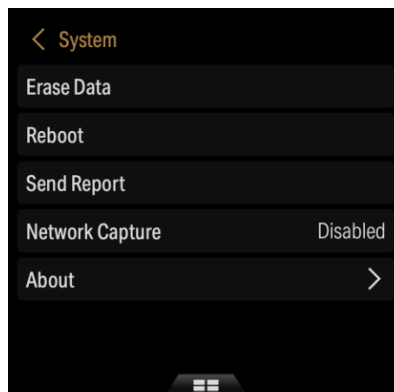 System
Erase Data
Reboot
Send Report
Network Capture Disabled
About